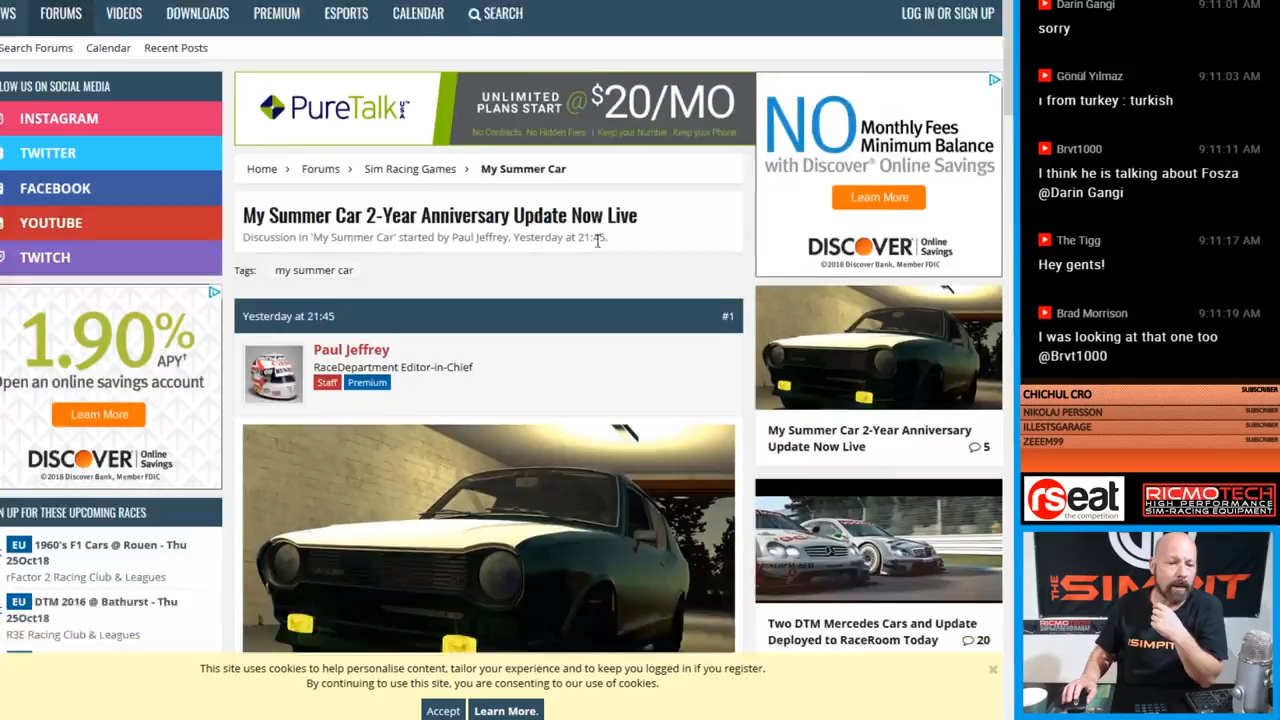 WS
FORUMS
VIDEOS
DOWNLOADS
PREMIUM
ESPORTS
CALENDAR
SEARCH
LOG IN OR SIGN UP
Search Forums
Calendar
Recent Posts
LOW US ON SOCIAL MEDIA
INSTAGRAM
TWITTER
FACEBOOK
YOUTUBE
TWITCH
1.90%
APY†
Open an online savings account
Learn More
DISCOVER Online Savings
©2018 Discover Bank, Member FDIC
N UP FOR THESE UPCOMING RACES
EU 1960's F1 Cars @ Rouen - Thu
25Oct18
rFactor 2 Racing Club & Leagues
EU DTM 2016 @ Bathurst - Thu
25Oct18
R3E Racing Club & Leagues
PureTalk USA
UNLIMITED
PLANS START @ $20/MO
No Contracts. No Hidden Fees | Keep your Number. Keep your Phone.
Home > Forums > Sim Racing Games > My Summer Car
My Summer Car 2-Year Anniversary Update Now Live
Discussion in 'My Summer Car' started by Paul Jeffrey, Yesterday at 21:45.
Tags: my summer car
Yesterday at 21:45 #1
Paul Jeffrey
RaceDepartment Editor-in-Chief
Staff Premium
NO Monthly Fees
Minimum Balance
with Discover® Online Savings
Learn More
DISCOVER Online Savings
©2018 Discover Bank, Member FDIC
My Summer Car 2-Year Anniversary
Update Now Live 5
Two DTM Mercedes Cars and Update
Deployed to RaceRoom Today 20
This site uses cookies to help personalise content, tailor your experience and to keep you logged in if you register.
By continuing to use this site, you are consenting to our use of cookies.
Accept
Learn More.
Darin Gangi 9:11:01 AM
sorry
Gönül Yılmaz 9:11:03 AM
ı from turkey : turkish
Brvt1000 9:11:11 AM
I think he is talking about Fosza
@Darin Gangi
The Tigg 9:11:17 AM
Hey gents!
Brad Morrison 9:11:19 AM
I was looking at that one too
@Brvt1000
CHICHUL CRO SUBSCRIBER
NIKOLAJ PERSSON SUBSCRIBER
ILLESTSGARAGE SUBSCRIBER
ZEEEM99 SUBSCRIBER
rseat
the competition
RICMOTECH
HIGH PERFORMANCE
SIM-RACING EQUIPMENT
THE SIMPIT
RICMOTECH
SIMPIT